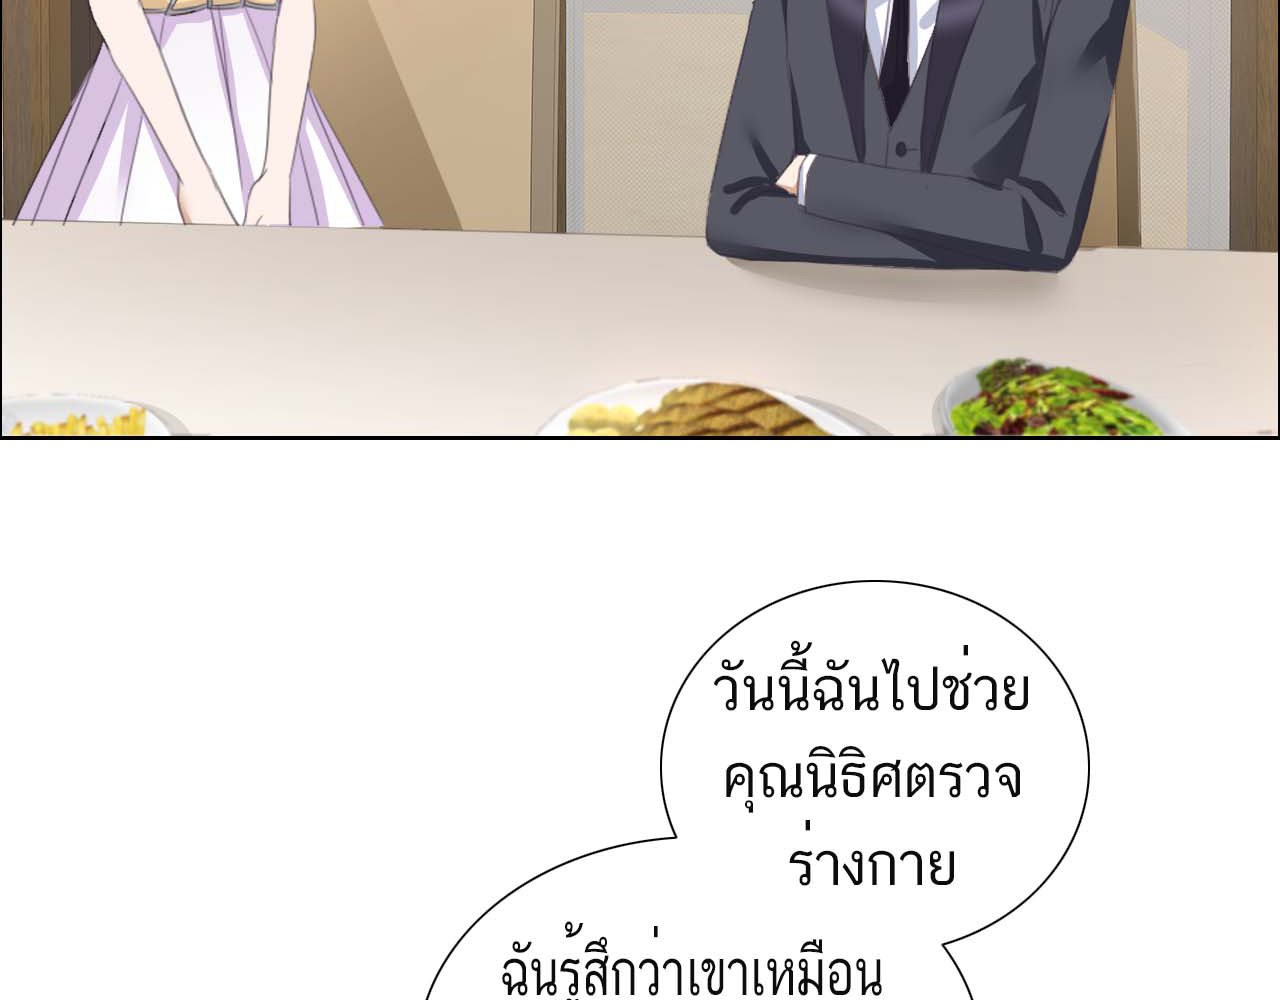 วันนี้ฉันไปช่วย
คุณนิธิศตรวจ
ร่างกาย
ฉันรู้สึกว่าเขาเหมือน